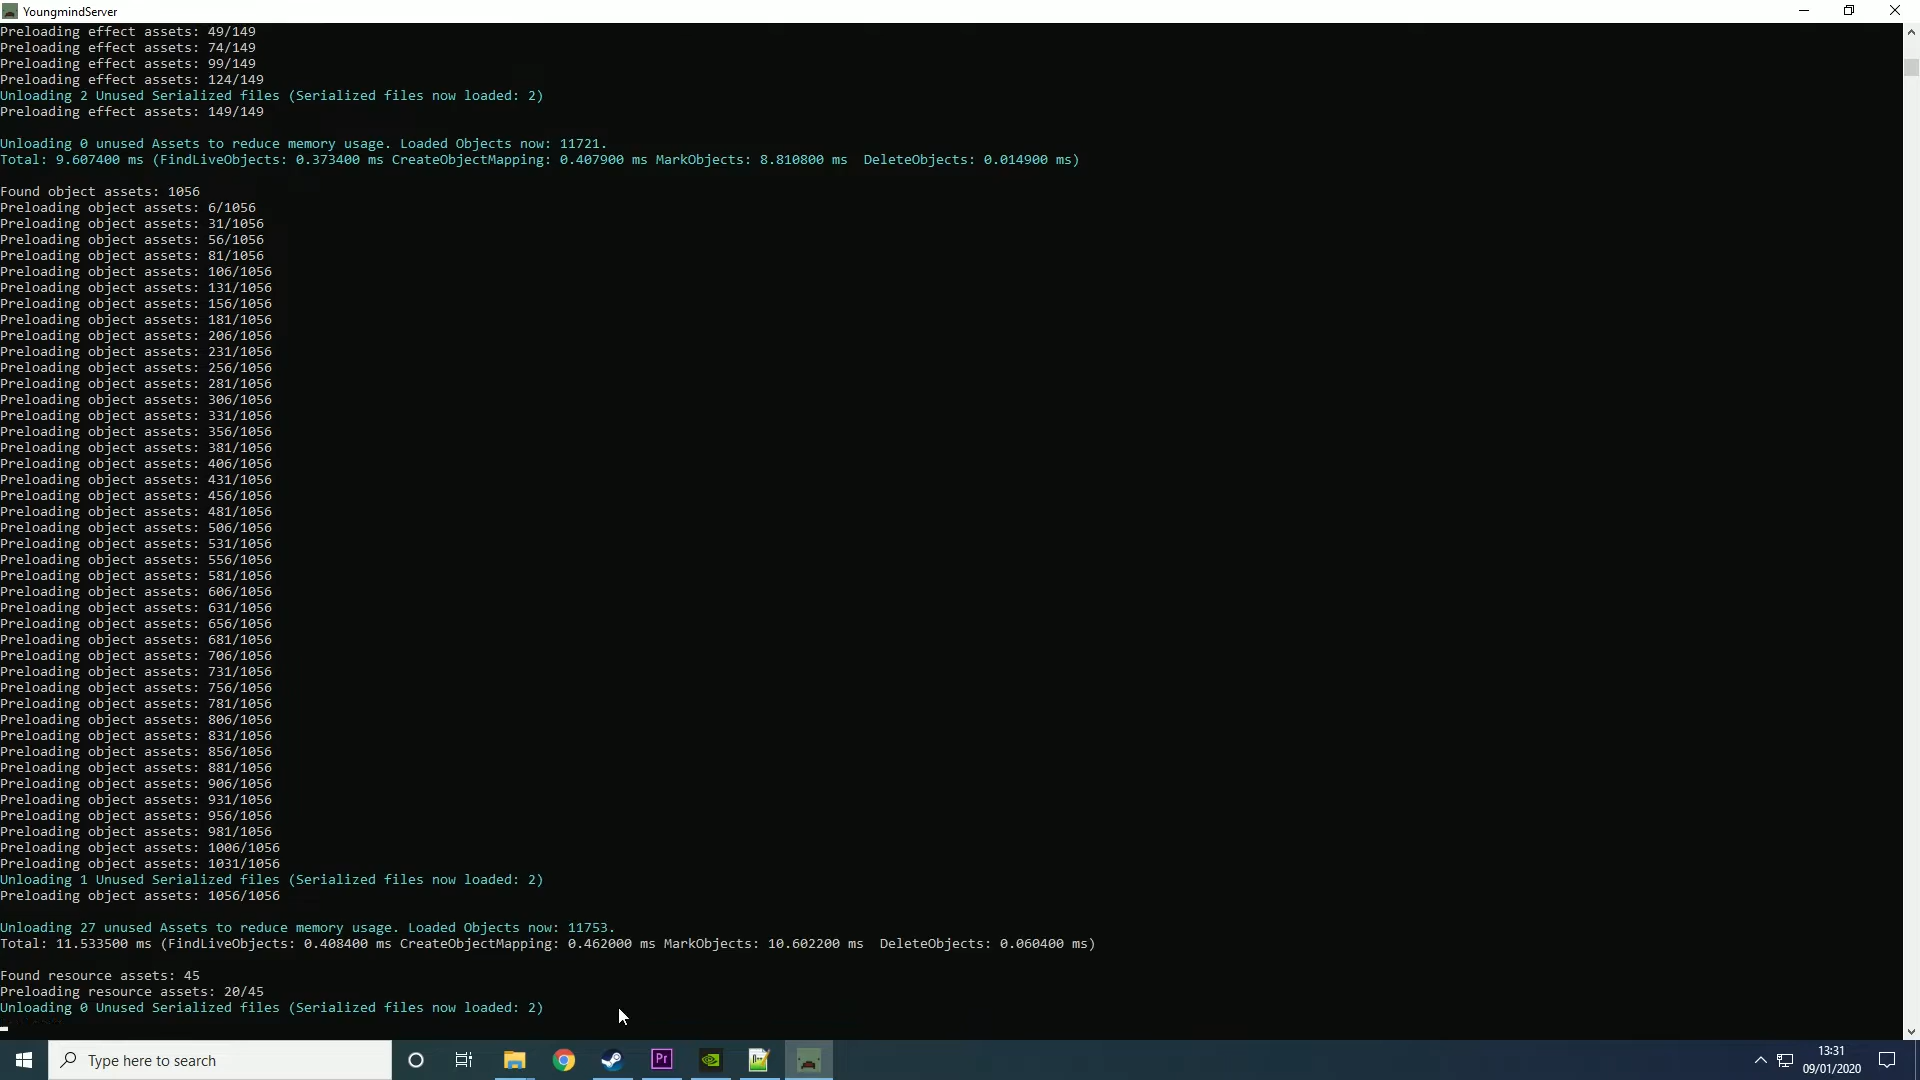 YoungmindServer
Preloading effect assets: 49/149
Preloading effect assets: 74/149
Preloading effect assets: 99/149
Preloading effect assets: 124/149
Unloading 2 Unused Serialized files (Serialized files now loaded: 2)
Preloading effect assets: 149/149
Unloading 0 unused Assets to reduce memory usage. Loaded Objects now: 11721.
Total: 9.607400 ms (FindLiveObjects: 0.373400 ms CreateObjectMapping: 0.407900 ms MarkObjects: 8.810800 ms  DeleteObjects: 0.014900 ms)
Found object assets: 1056
Preloading object assets: 6/1056
Preloading object assets: 31/1056
Preloading object assets: 56/1056
Preloading object assets: 81/1056
Preloading object assets: 106/1056
Preloading object assets: 131/1056
Preloading object assets: 156/1056
Preloading object assets: 181/1056
Preloading object assets: 206/1056
Preloading object assets: 231/1056
Preloading object assets: 256/1056
Preloading object assets: 281/1056
Preloading object assets: 306/1056
Preloading object assets: 331/1056
Preloading object assets: 356/1056
Preloading object assets: 381/1056
Preloading object assets: 406/1056
Preloading object assets: 431/1056
Preloading object assets: 456/1056
Preloading object assets: 481/1056
Preloading object assets: 506/1056
Preloading object assets: 531/1056
Preloading object assets: 556/1056
Preloading object assets: 581/1056
Preloading object assets: 606/1056
Preloading object assets: 631/1056
Preloading object assets: 656/1056
Preloading object assets: 681/1056
Preloading object assets: 706/1056
Preloading object assets: 731/1056
Preloading object assets: 756/1056
Preloading object assets: 781/1056
Preloading object assets: 806/1056
Preloading object assets: 831/1056
Preloading object assets: 856/1056
Preloading object assets: 881/1056
Preloading object assets: 906/1056
Preloading object assets: 931/1056
Preloading object assets: 956/1056
Preloading object assets: 981/1056
Preloading object assets: 1006/1056
Preloading object assets: 1031/1056
Unloading 1 Unused Serialized files (Serialized files now loaded: 2)
Preloading object assets: 1056/1056
Unloading 27 unused Assets to reduce memory usage. Loaded Objects now: 11753.
Total: 11.533500 ms (FindLiveObjects: 0.408400 ms CreateObjectMapping: 0.462000 ms MarkObjects: 10.602200 ms  DeleteObjects: 0.060400 ms)
Found resource assets: 45
Preloading resource assets: 20/45
Unloading 0 Unused Serialized files (Serialized files now loaded: 2)
Type here to search
Pr
13:31
09/01/2020